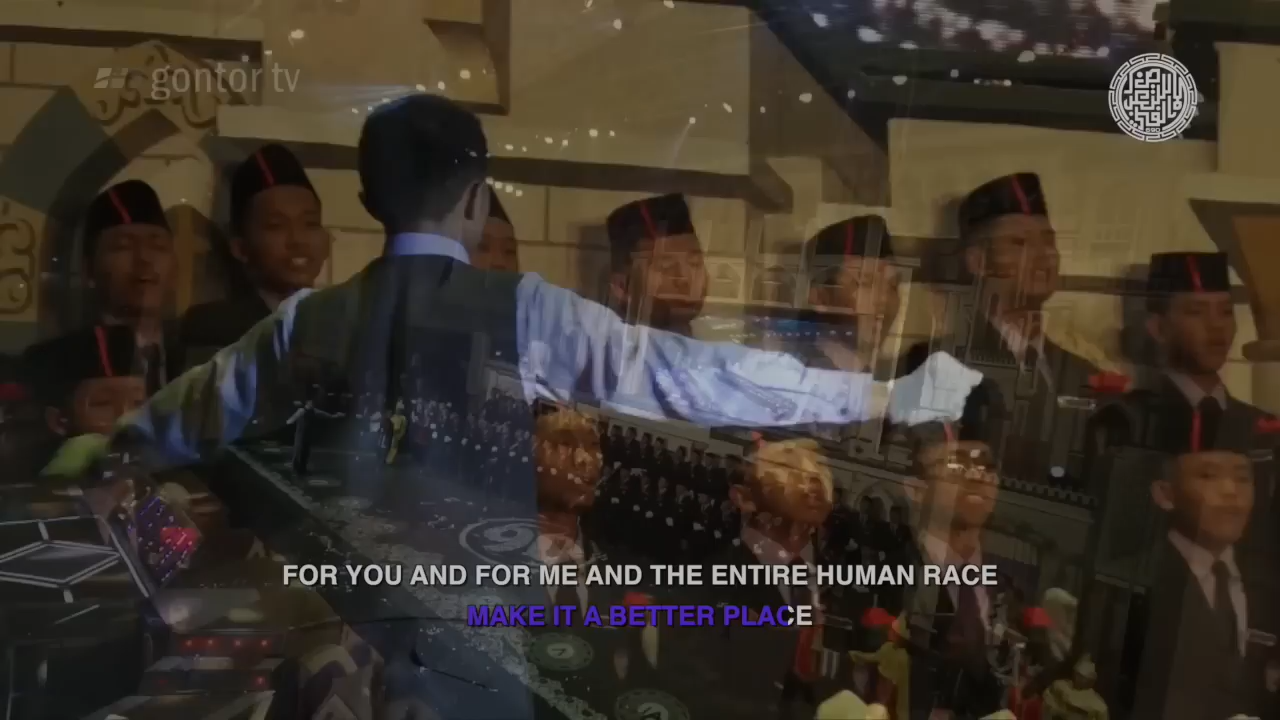 gontor tv
FOR YOU AND FOR ME AND THE ENTIRE HUMAN RACE
MAKE IT A BETTER PLACE